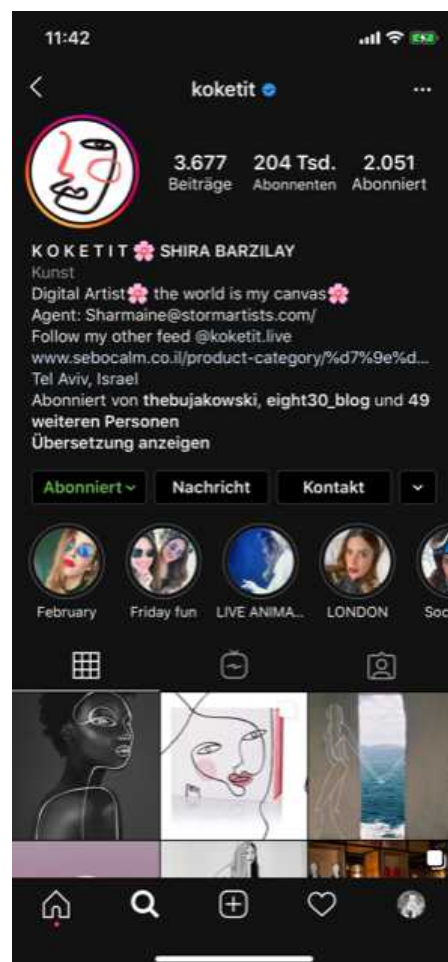 11:42
koketit
3.677 204 Tsd. 2.051
Beiträge Abonnenten Abonniert
K O K E T I T🌸 SHIRA BARZILAY
Kunst
Digital Artist🌸 the world is my canvas🌸
Agent: Sharmaine@stormartists.com/
Follow my other feed @koketit.live
www.sebocalm.co.il/product-category/%d7%9e%d...
Tel Aviv, Israel
Abonniert von thebujakowski, eight30_blog und 49
weiteren Personen
Übersetzung anzeigen
Abonniert Nachricht Kontakt
February Friday fun LIVE ANIMA... LONDON Soc